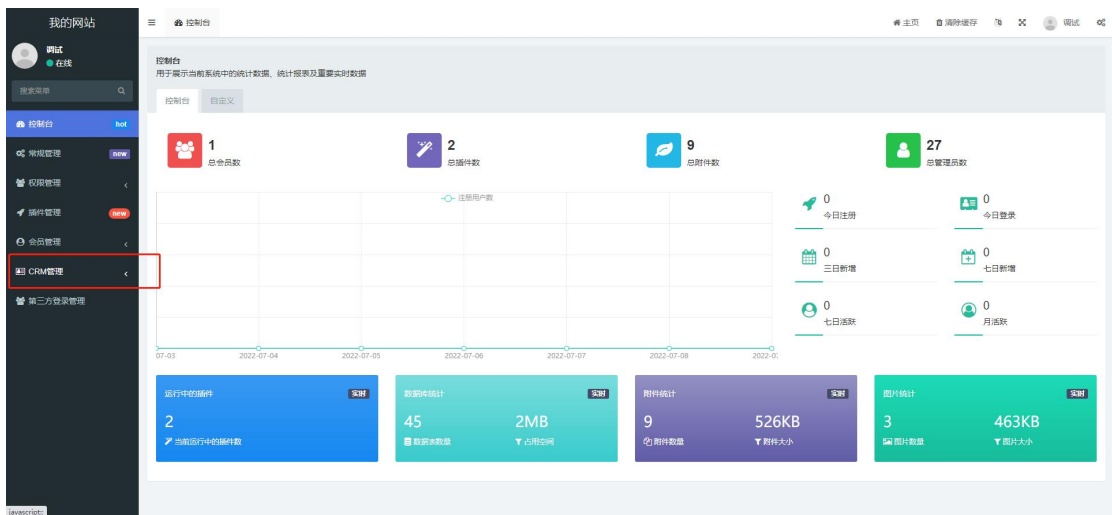 我的网站
控制台
主页
清除缓存
调试
调试
在线
搜索菜单
控制台 hot
常规管理 new
权限管理
插件管理 new
会员管理
CRM管理
第三方登录管理
控制台
用于展示当前系统中的统计数据、统计报表及重要实时数据
控制台 自定义
1
总会员数
2
总插件数
9
总附件数
27
总管理员数
注册用户数
07-03 2022-07-04 2022-07-05 2022-07-06 2022-07-07 2022-07-08 2022-0
0
今日注册
0
今日登录
0
三日新增
0
七日新增
0
七日活跃
0
月活跃
运行中的插件 实时
2
当前运行中的插件数
数据库统计 实时
45 2MB
数据表数量 占用空间
附件统计 实时
9 526KB
附件数量 附件大小
图片统计 实时
3 463KB
图片数量 图片大小
javascript: